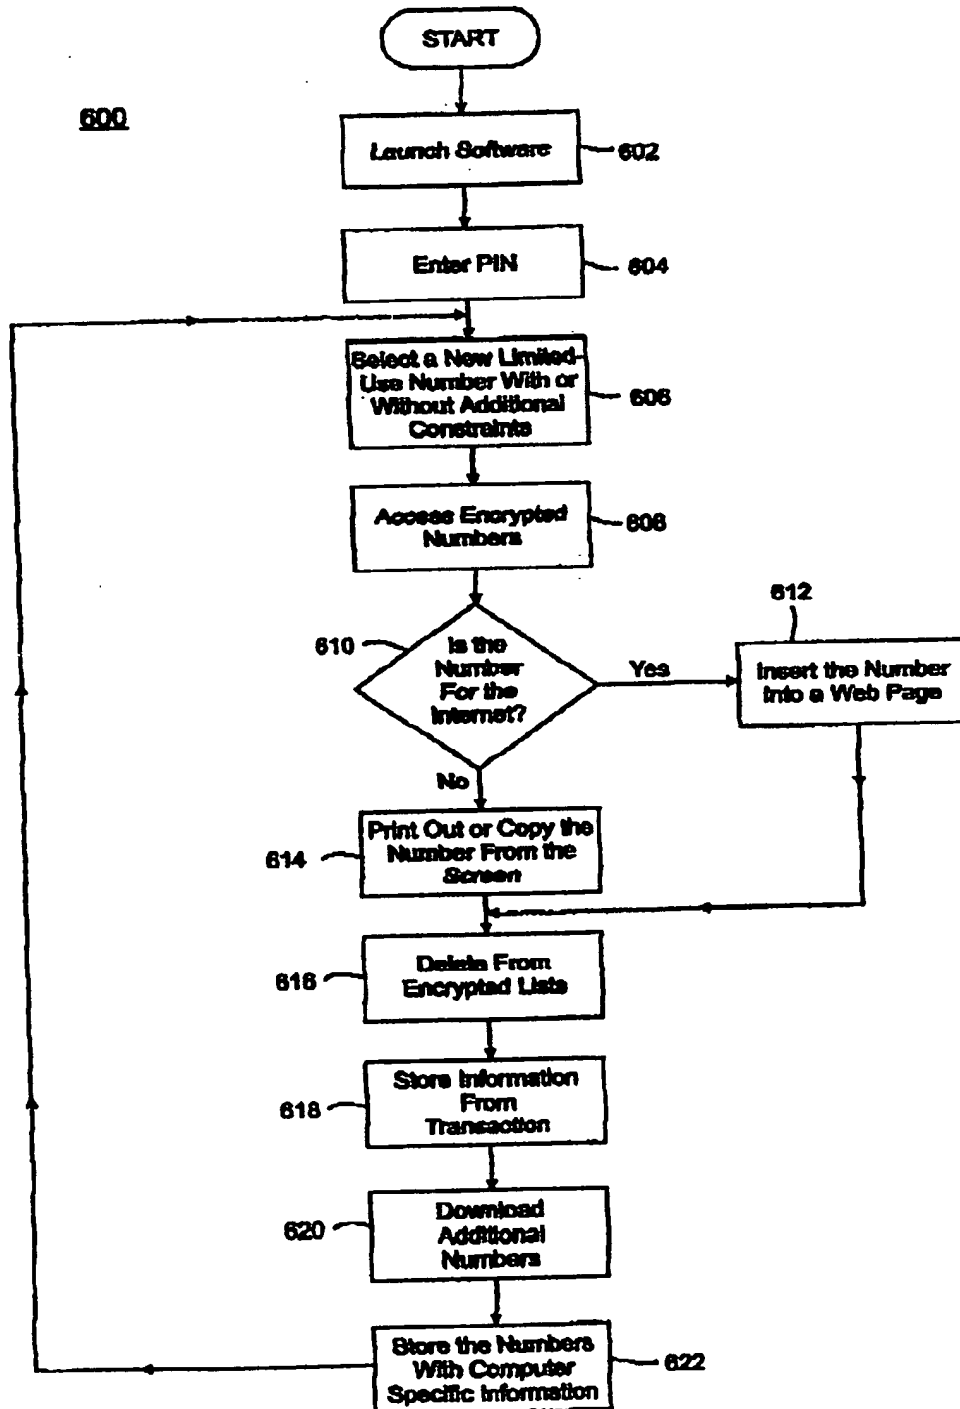 START
600
Launch Software
602
Enter PIN
604
Select a New Limited-
Use Number With or
Without Additional
Constraints
606
Access Encrypted
Numbers
608
612
610
Is the
Number
For the
Internet?
Yes
Insert the Number
Into a Web Page
No
Print Out or Copy the
Number From the
Screen
614
Delete From
Encrypted Lists
616
Store Information
From
Transaction
618
Download
Additional
Numbers
620
Store the Numbers
With Computer
Specific Information
622